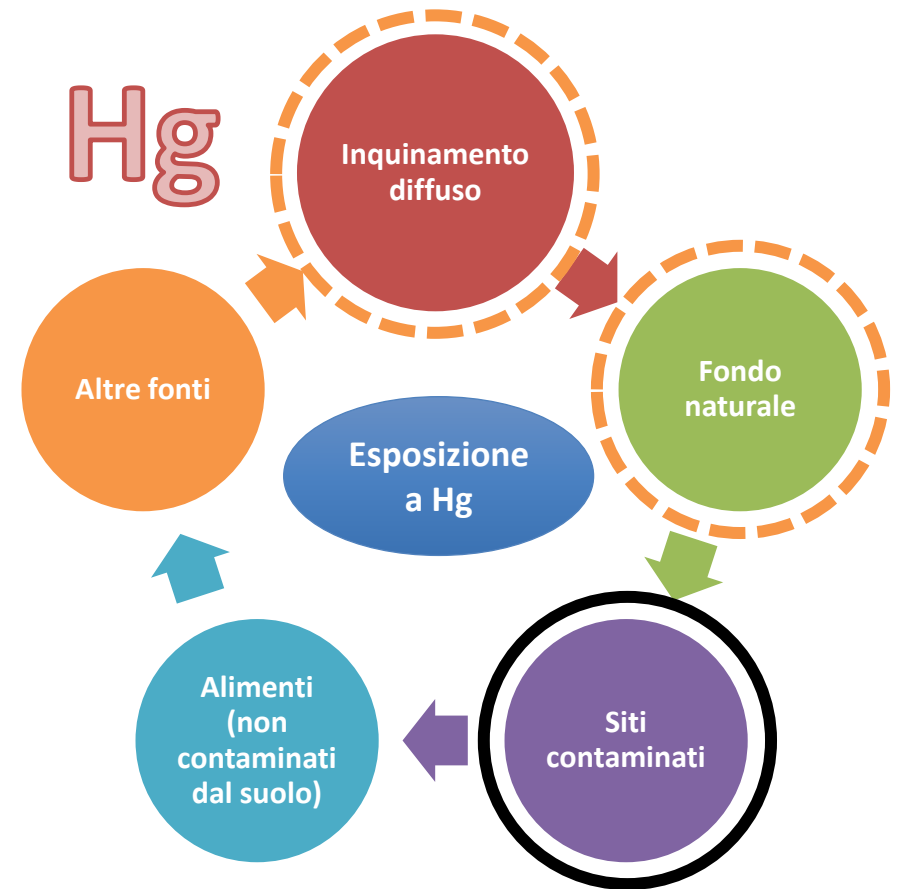 Hg
Inquinamento
diffuso
Fondo
naturale
Altre fonti
Esposizione
a Hg
Siti
contaminati
Alimenti
(non
contaminati
dal suolo)